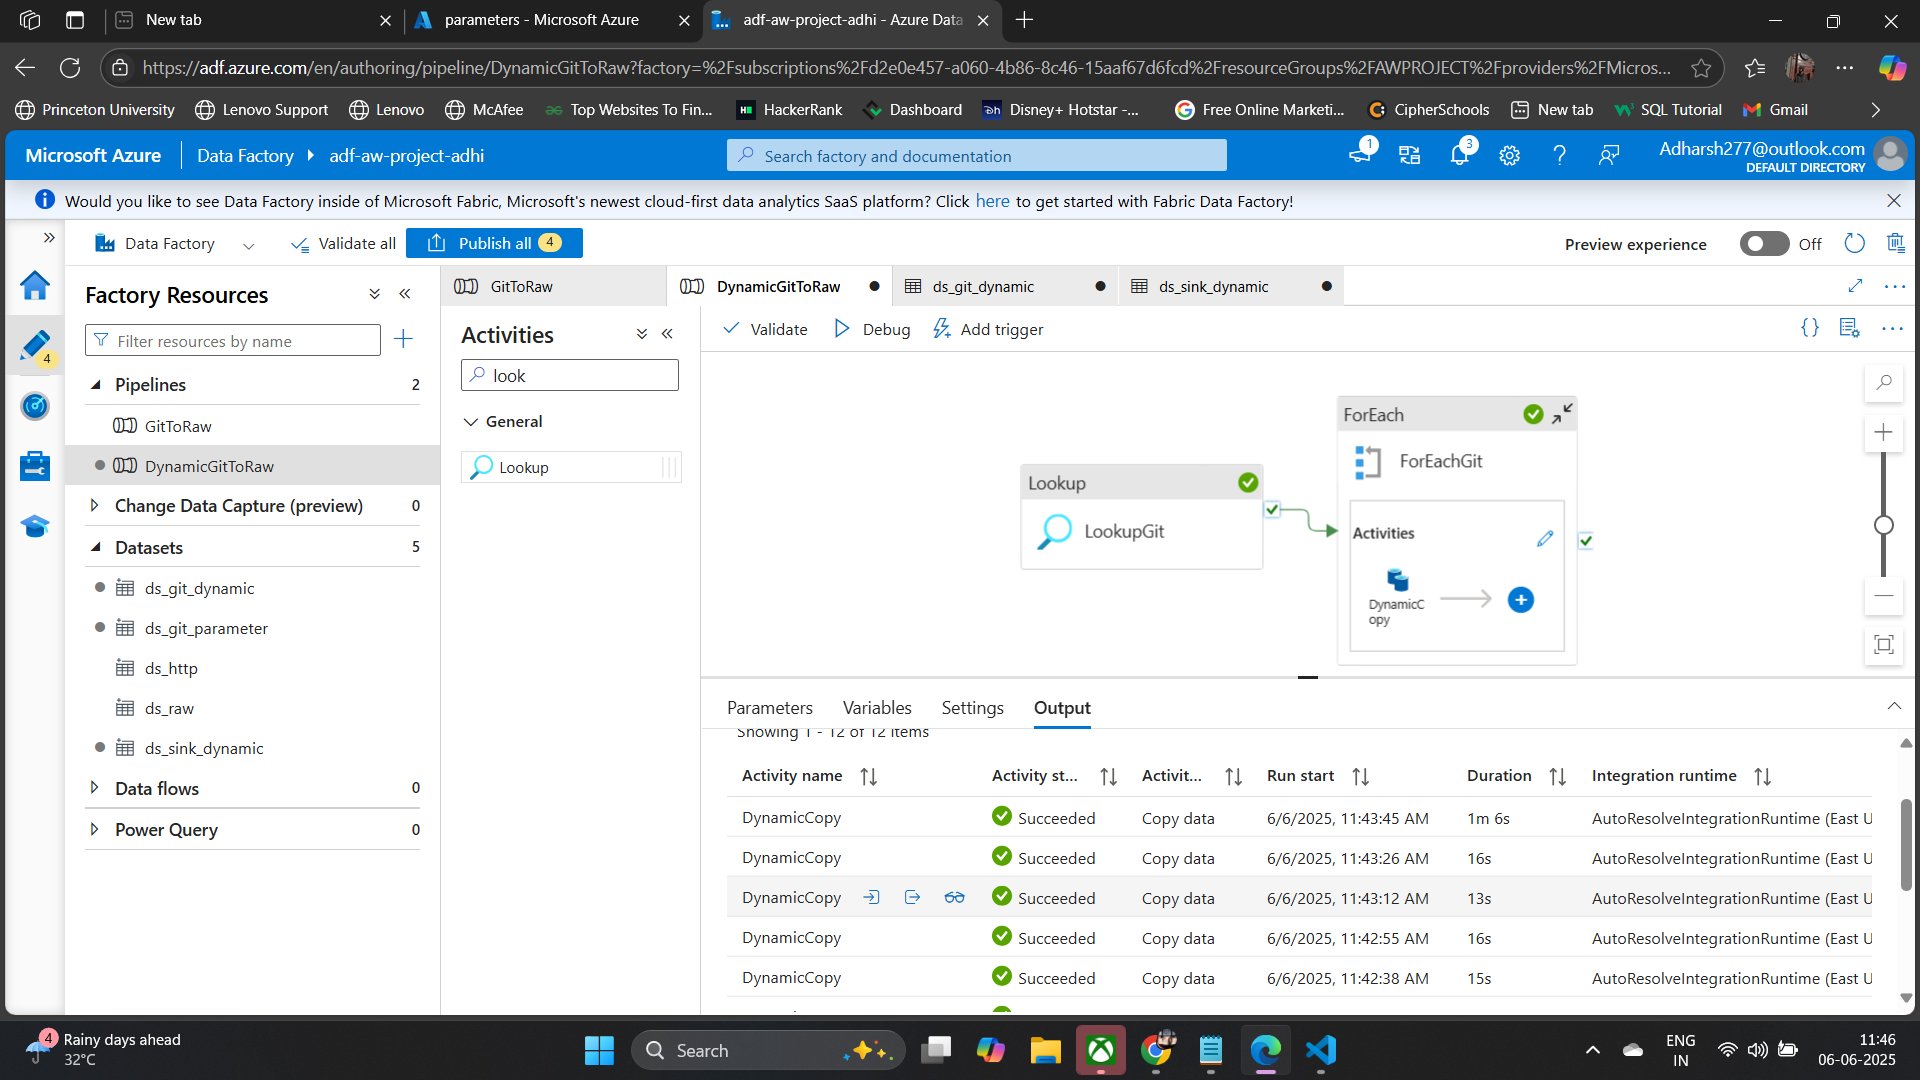 New tab
parameters - Microsoft Azure
adf-aw-project-adhi - Azure Data
https://adf.azure.com/en/authoring/pipeline/DynamicGitToRaw?factory=%2Fsubscriptions%2Fd2e0e457-a060-4b86-8c46-15aaf67d6fcd%2FresourceGroups%2FAWPROJECT%2Fproviders%2FMicros...
Princeton University
Lenovo Support
Lenovo
McAfee
Top Websites To Fin...
HackerRank
Dashboard
Disney+ Hotstar -...
Free Online Marketi...
CipherSchools
New tab
SQL Tutorial
Gmail
Microsoft Azure
Data Factory
adf-aw-project-adhi
Search factory and documentation
1
3
Adharsh277@outlook.com
DEFAULT DIRECTORY
Would you like to see Data Factory inside of Microsoft Fabric, Microsoft's newest cloud-first data analytics SaaS platform? Click here to get started with Fabric Data Factory!
Data Factory
Validate all
Publish all 4
Preview experience
Off
4
Factory Resources
Filter resources by name
Pipelines 2
GitToRaw
DynamicGitToRaw
Change Data Capture (preview) 0
Datasets 5
ds_git_dynamic
ds_git_parameter
ds_http
ds_raw
ds_sink_dynamic
Data flows 0
Power Query 0
GitToRaw
DynamicGitToRaw
ds_git_dynamic
ds_sink_dynamic
Activities
look
General
Lookup
Validate
Debug
Add trigger
Lookup
LookupGit
ForEach
ForEachGit
Activities
DynamicC
opy
Parameters
Variables
Settings
Output
Showing 1 - 12 of 12 items
Activity name Activity st... Activit... Run start Duration Integration runtime
DynamicCopy Succeeded Copy data 6/6/2025, 11:43:45 AM 1m 6s AutoResolveIntegrationRuntime (East U
DynamicCopy Succeeded Copy data 6/6/2025, 11:43:26 AM 16s AutoResolveIntegrationRuntime (East U
DynamicCopy Succeeded Copy data 6/6/2025, 11:43:12 AM 13s AutoResolveIntegrationRuntime (East U
DynamicCopy Succeeded Copy data 6/6/2025, 11:42:55 AM 16s AutoResolveIntegrationRuntime (East U
DynamicCopy Succeeded Copy data 6/6/2025, 11:42:38 AM 15s AutoResolveIntegrationRuntime (East U
4
Rainy days ahead
32°C
Search
ENG
IN
11:46
06-06-2025